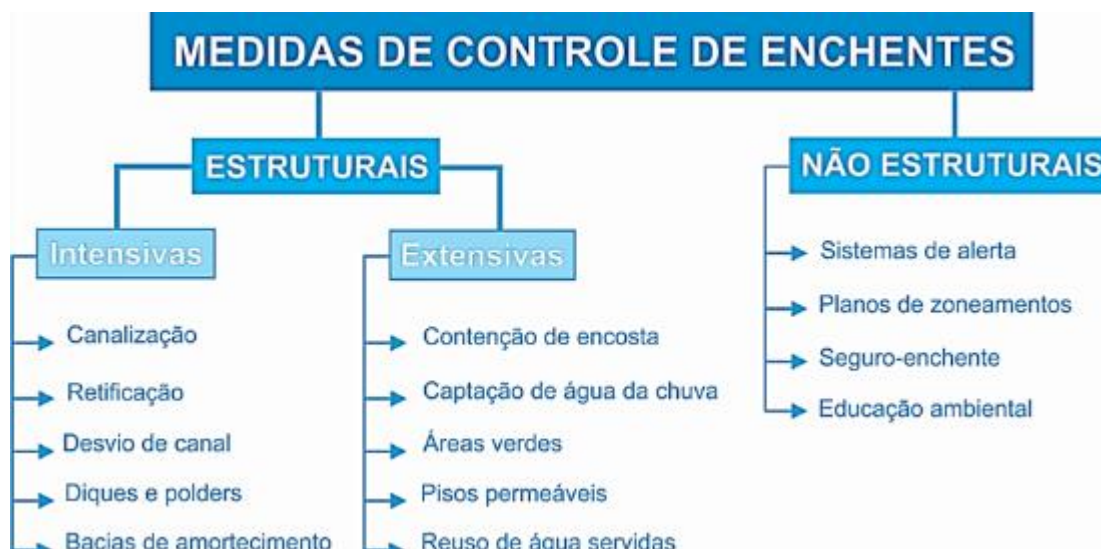 MEDIDAS DE CONTROLE DE ENCHENTES
ESTRUTURAIS
NÃO ESTRUTURAIS
Intensivas
Canalização
Retificação
Desvio de canal
Diques e polders
Bacias de amortecimento
Extensivas
Contenção de encosta
Captação de água da chuva
Áreas verdes
Pisos permeáveis
Reuso de água servidas
Sistemas de alerta
Planos de zoneamentos
Seguro-enchente
Educação ambiental